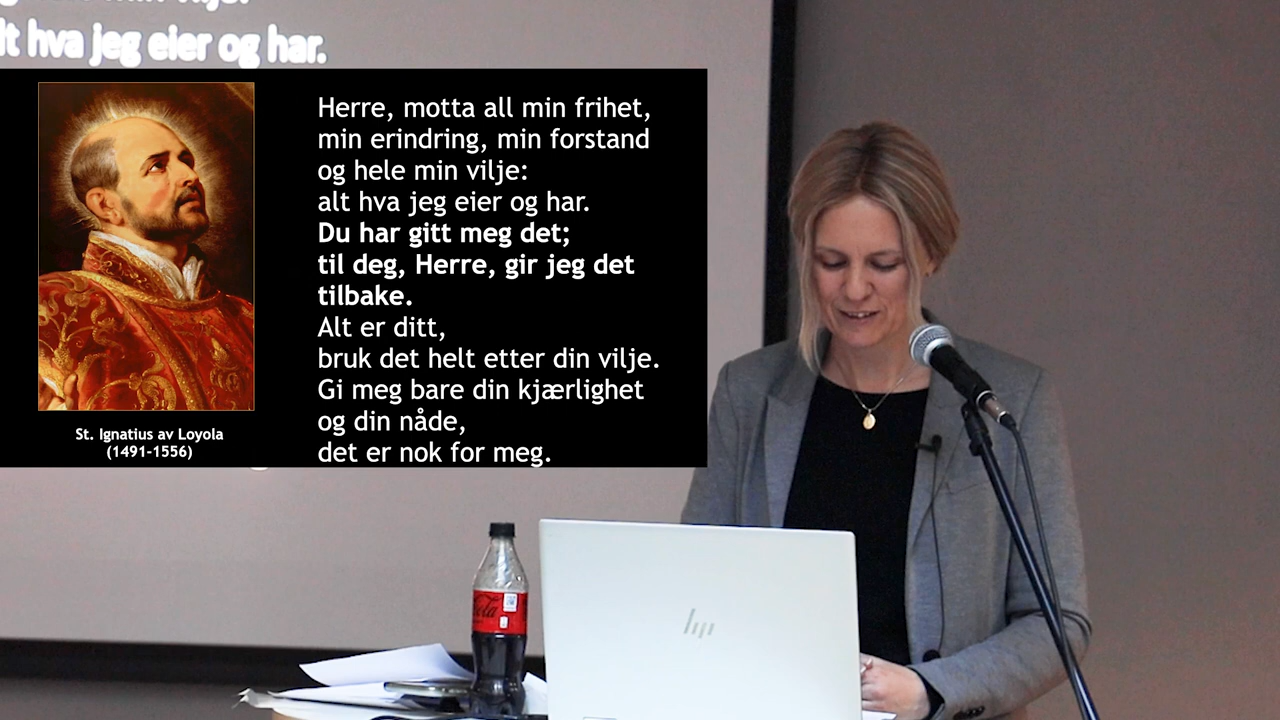 lt hva jeg eier og har.
Herre, motta all min frihet,
min erindring, min forstand
og hele min vilje:
alt hva jeg eier og har.
Du har gitt meg det;
til deg, Herre, gir jeg det
tilbake.
Alt er ditt,
bruk det helt etter din vilje.
Gi meg bare din kjærlighet
og din nåde,
det er nok for meg.
St. Ignatius av Loyola
(1491-1556)
hp